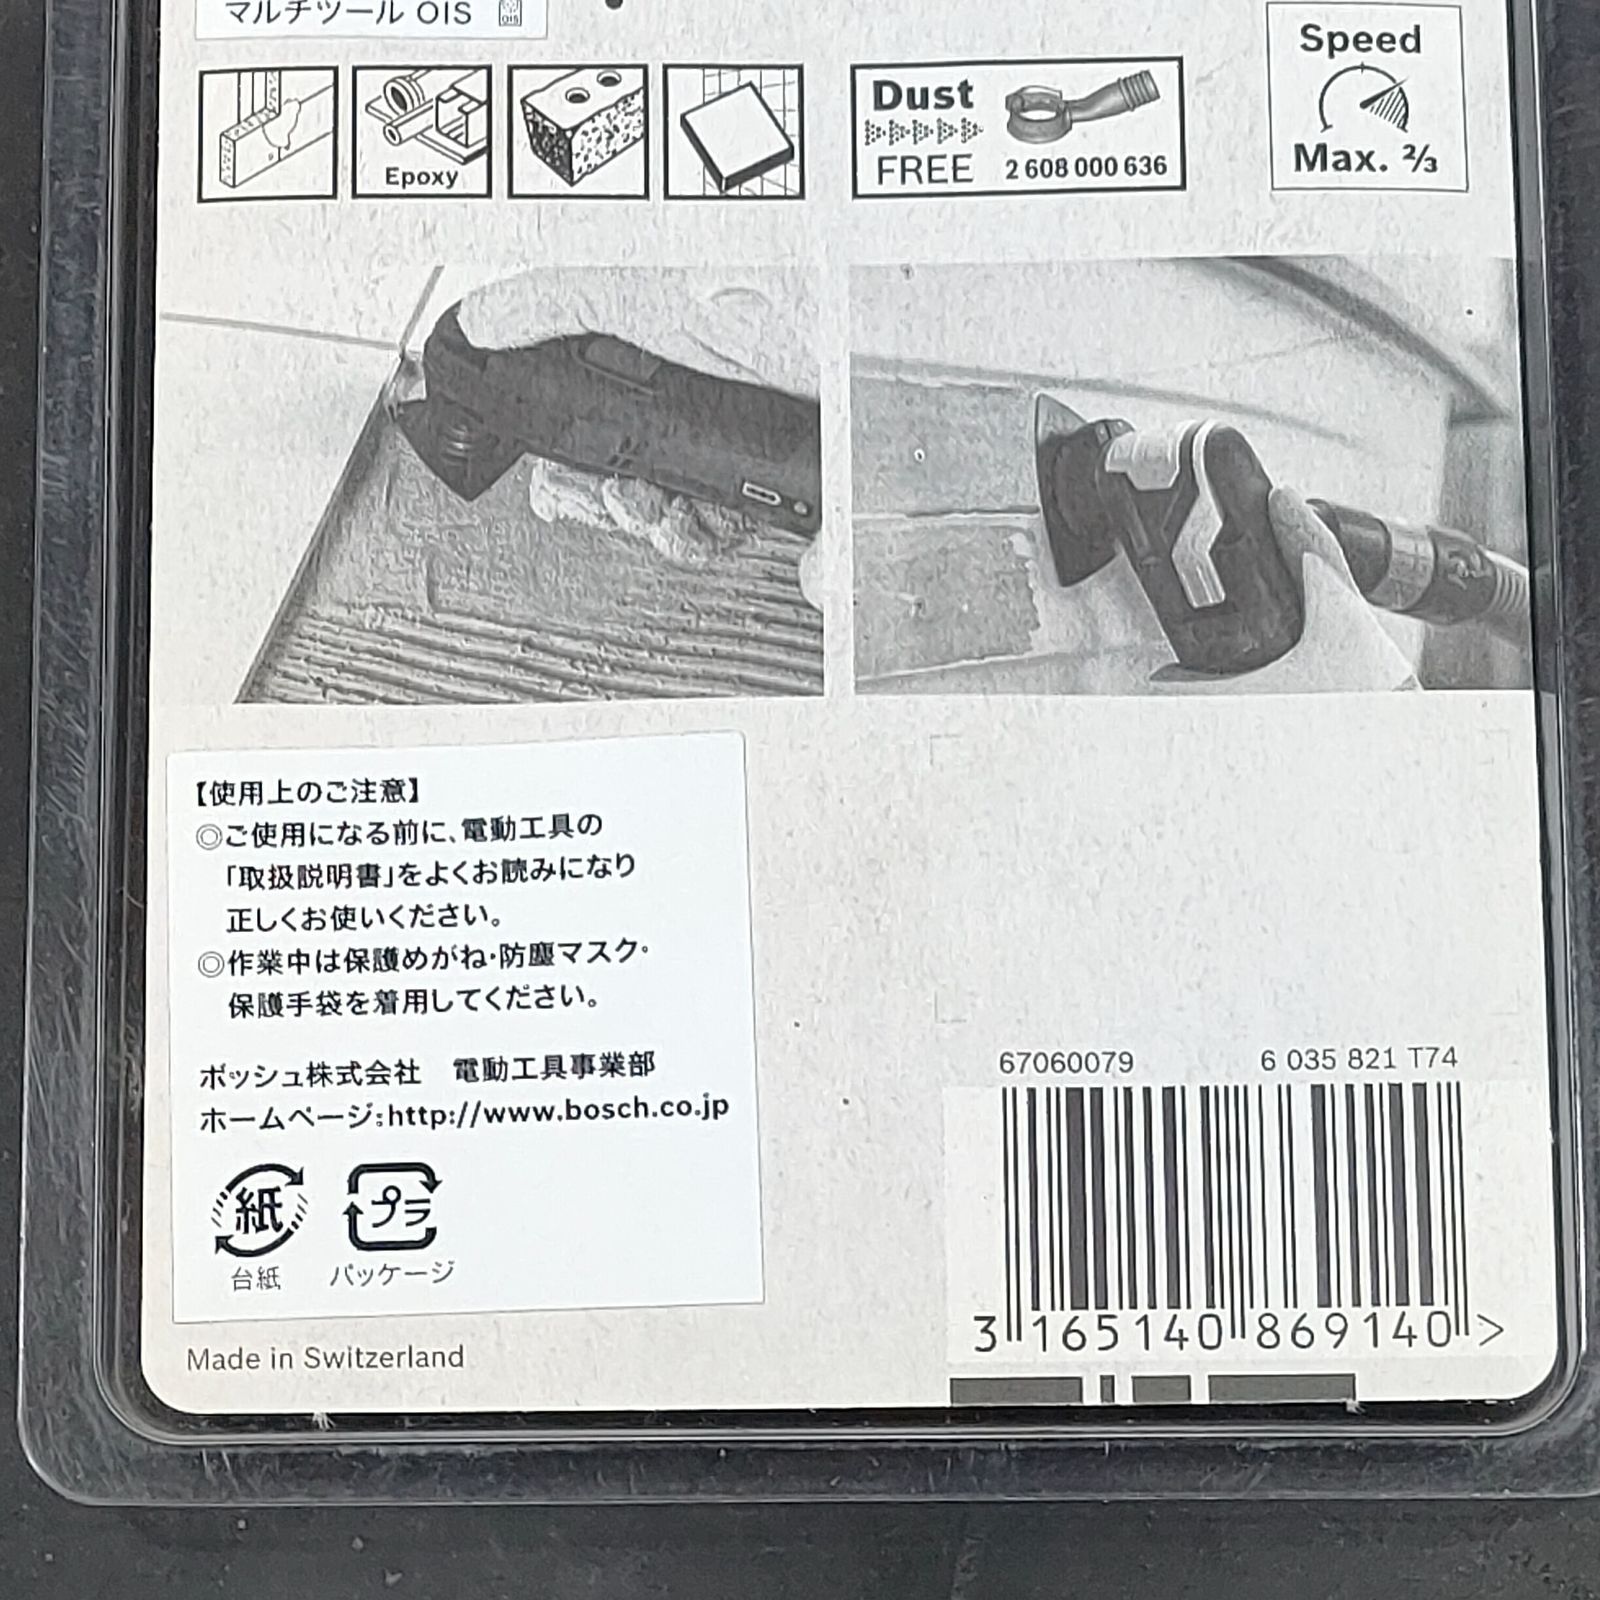 マルチツール OIS
OIS
Speed
Max. ⅔
Epoxy
Dust
FREE
2 608 000 636
【使用上のご注意】
◎ご使用になる前に、電動工具の
「取扱説明書」をよくお読みになり
正しくお使いください。
◎作業中は保護めがね・防塵マスク・
保護手袋を着用してください。
ボッシュ株式会社　電動工具事業部
ホームページ:http://www.bosch.co.jp
紙
プラ
台紙
パッケージ
Made in Switzerland
67060079
6 035 821 T74
3 165140 869140 >